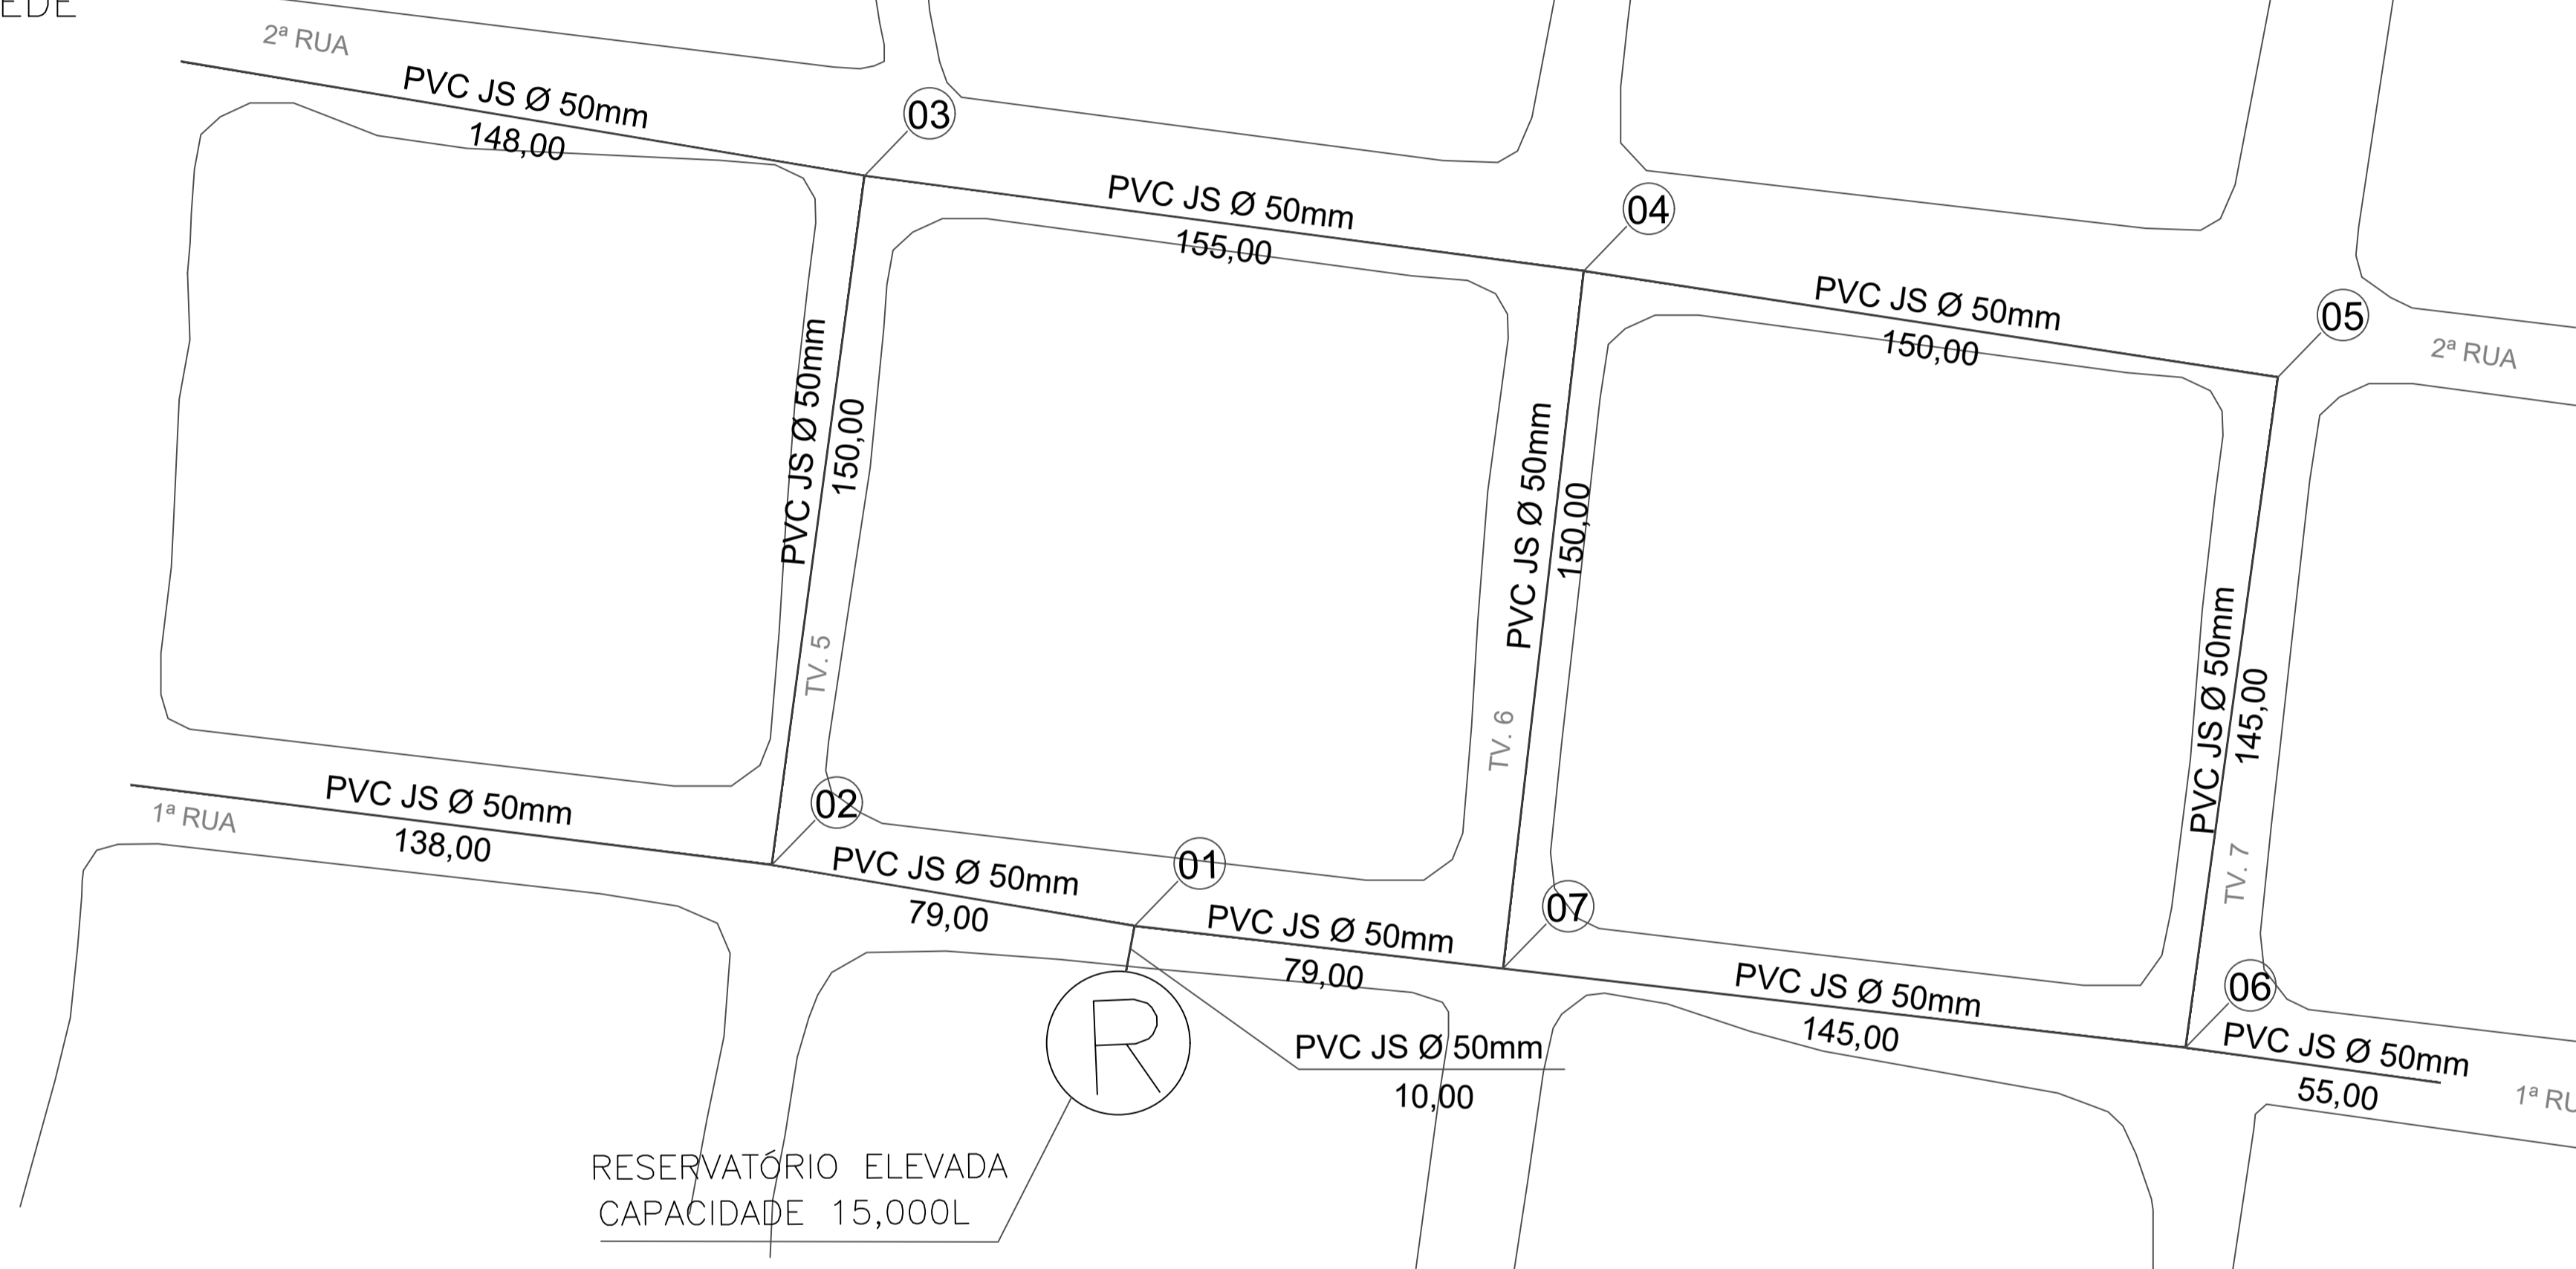 EDE
2ª RUA
PVC JS Ø 50mm
148,00
03
PVC JS Ø 50mm
155,00
04
PVC JS Ø 50mm
150,00
05
2ª RUA
PVC JS Ø 50mm
150,00
TV. 5
PVC JS Ø 50mm
150,00
TV. 6
PVC JS Ø 50mm
145,00
TV. 7
PVC JS Ø 50mm
138,00
1ª RUA
02
PVC JS Ø 50mm
79,00
01
PVC JS Ø 50mm
79,00
07
PVC JS Ø 50mm
145,00
06
PVC JS Ø 50mm
55,00
1ª RU
R
PVC JS Ø 50mm
10,00
RESERVATÓRIO ELEVADA
CAPACIDADE 15,000L